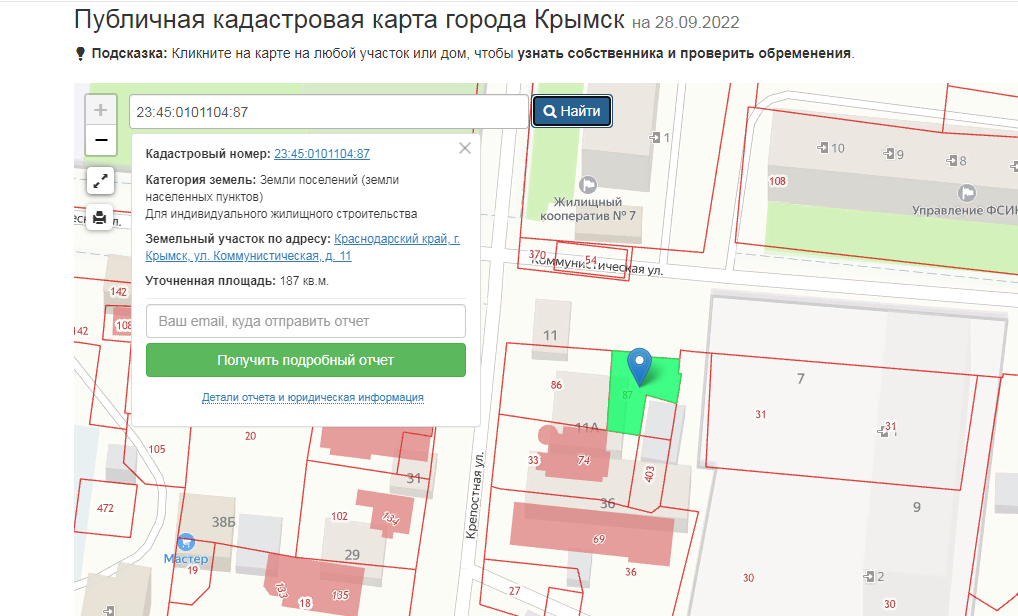 Публичная кадастровая карта города Крымск на 28.09.2022
Подсказка: Кликните на карте на любой участок или дом, чтобы узнать собственника и проверить обременения.
+
23:45:0101104:87
Найти
−
Кадастровый номер: 23:45:0101104:87
×
Категория земель: Земли поселений (земли
населенных пунктов)
Для индивидуального жилищного строительства
Земельный участок по адресу: Краснодарский край, г.
Крымск, ул. Коммунистическая, д. 11
Уточненная площадь: 187 кв.м.
Ваш email, куда отправить отчет
Получить подробный отчет
Детали отчета и юридическая информация
1
10
9
8
108
Жилищный
кооператив № 7
Управление ФСИН
370
54
Коммунистическая ул.
142
108
142
11
86
87
7
31
31
11А
20
105
33
74
403
31
472
38Б
102
134
36
Крепостная ул.
9
69
29
Мастер
19
36
30
2
133
135
18
27
30